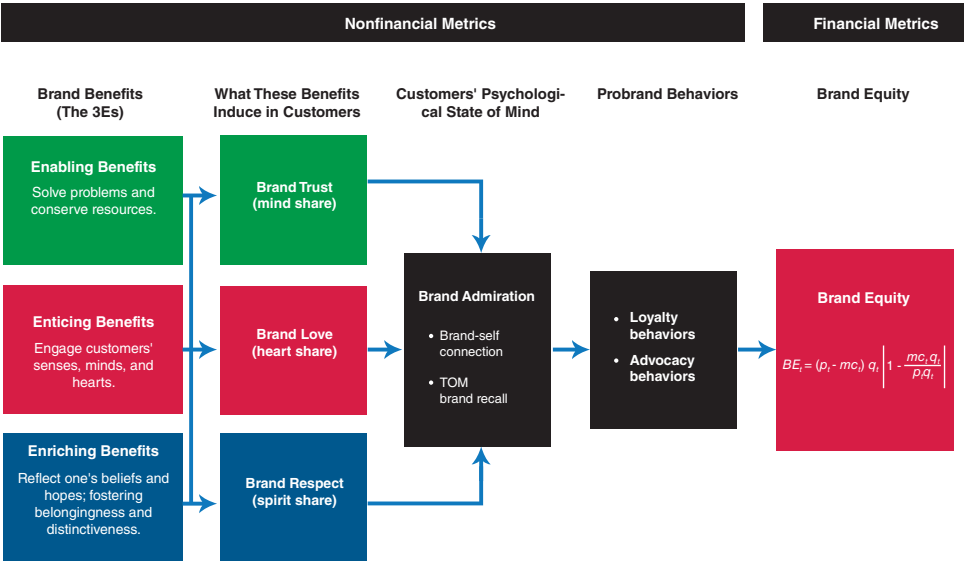 Nonfinancial Metrics
Financial Metrics
Brand Benefits
(The 3Es)
What These Benefits
Induce in Customers
Customers' Psychologi-
cal State of Mind
Probrand Behaviors
Brand Equity
Enabling Benefits
Solve problems and
conserve resources.
Brand Trust
(mind share)
Enticing Benefits
Engage customers'
senses, minds, and
hearts.
Brand Love
(heart share)
Enriching Benefits
Reflect one's beliefs and
hopes; fostering
belongingness and
distinctiveness.
Brand Respect
(spirit share)
Brand Admiration
• Brand-self
connection
• TOM
brand recall
• Loyalty
behaviors
• Advocacy
behaviors
Brand Equity
BEₜ = (pₜ - mcₜ) qₜ |1 - mcₜ qₜ / pₜqₜ|